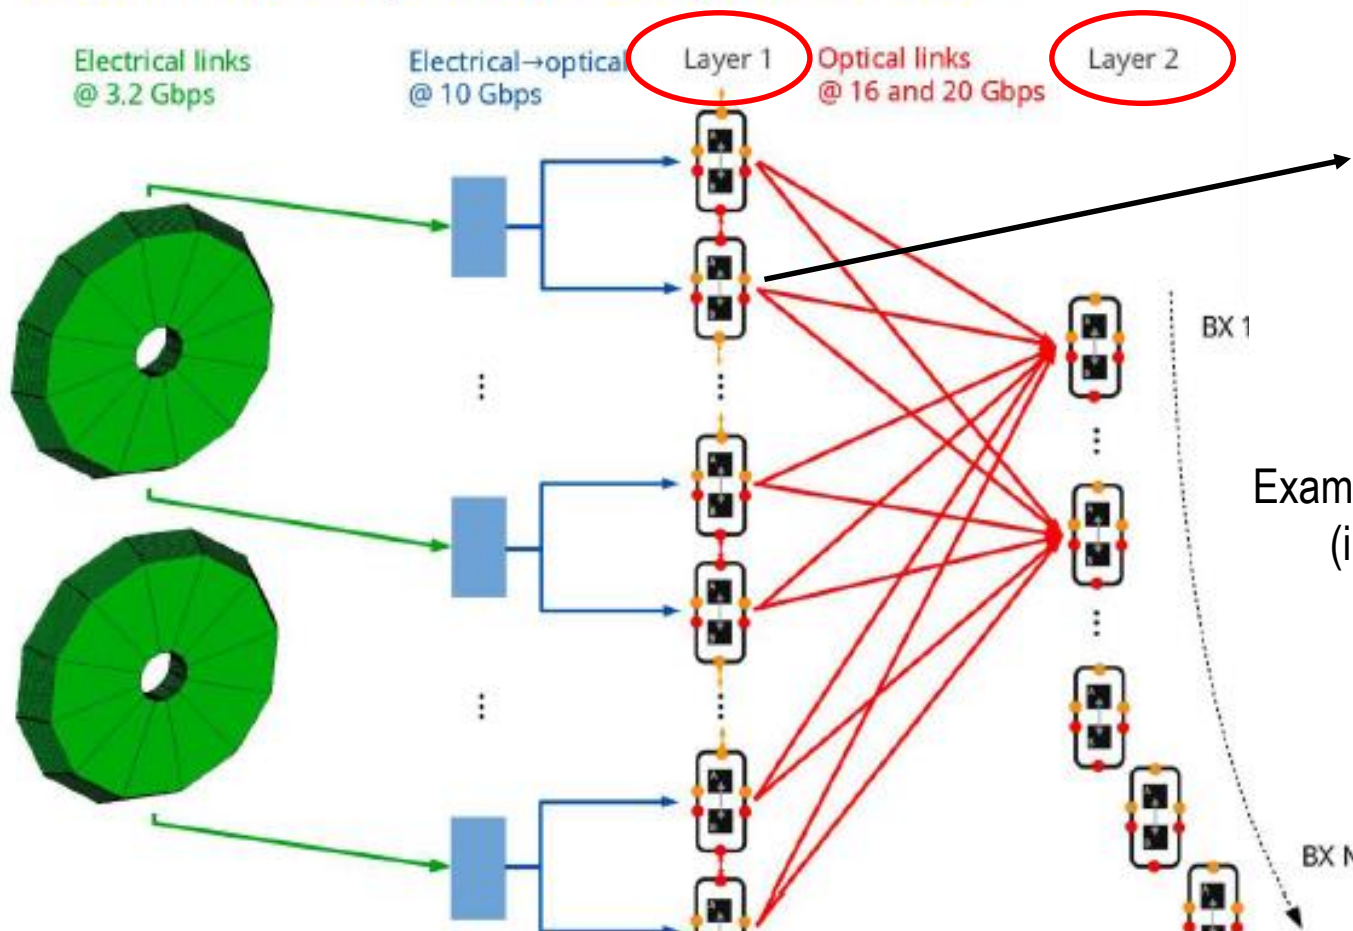 Electrical links
@ 3.2 Gbps
Electrical→optical
@ 10 Gbps
Layer 1
Optical links
@ 16 and 20 Gbps
Layer 2
BX 1
Exam
(i
BX N